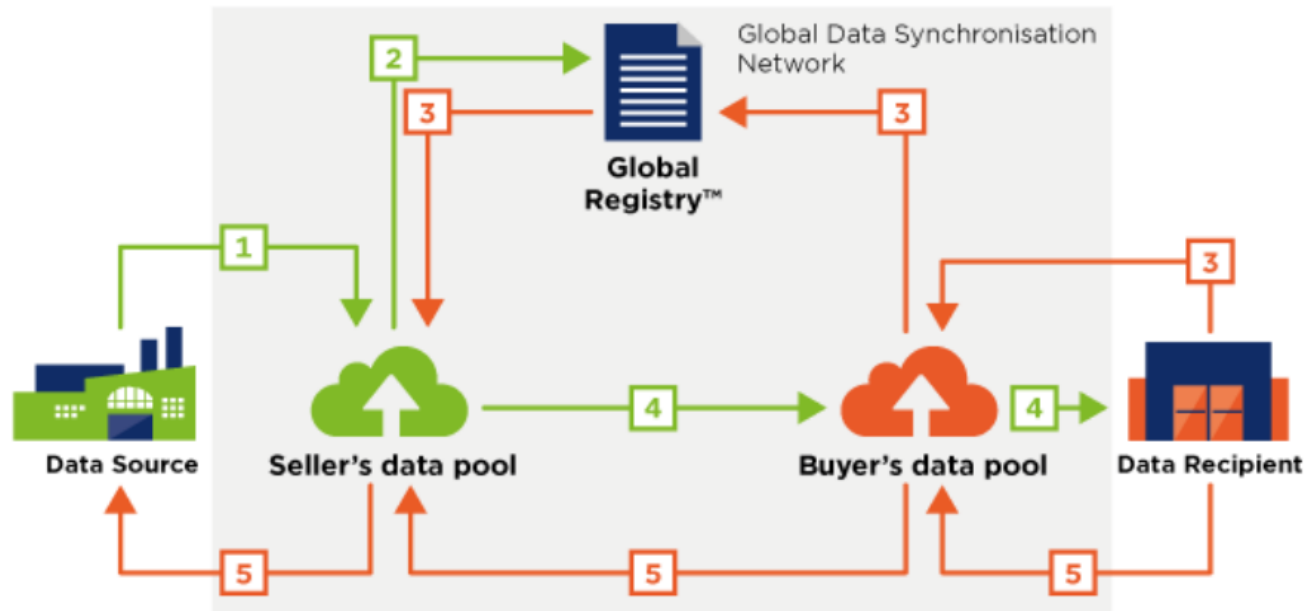 2
Global Data Synchronisation
Network
3
3
Global
Registry™
1
3
4
4
Data Source
Seller's data pool
Buyer's data pool
Data Recipient
5
5
5